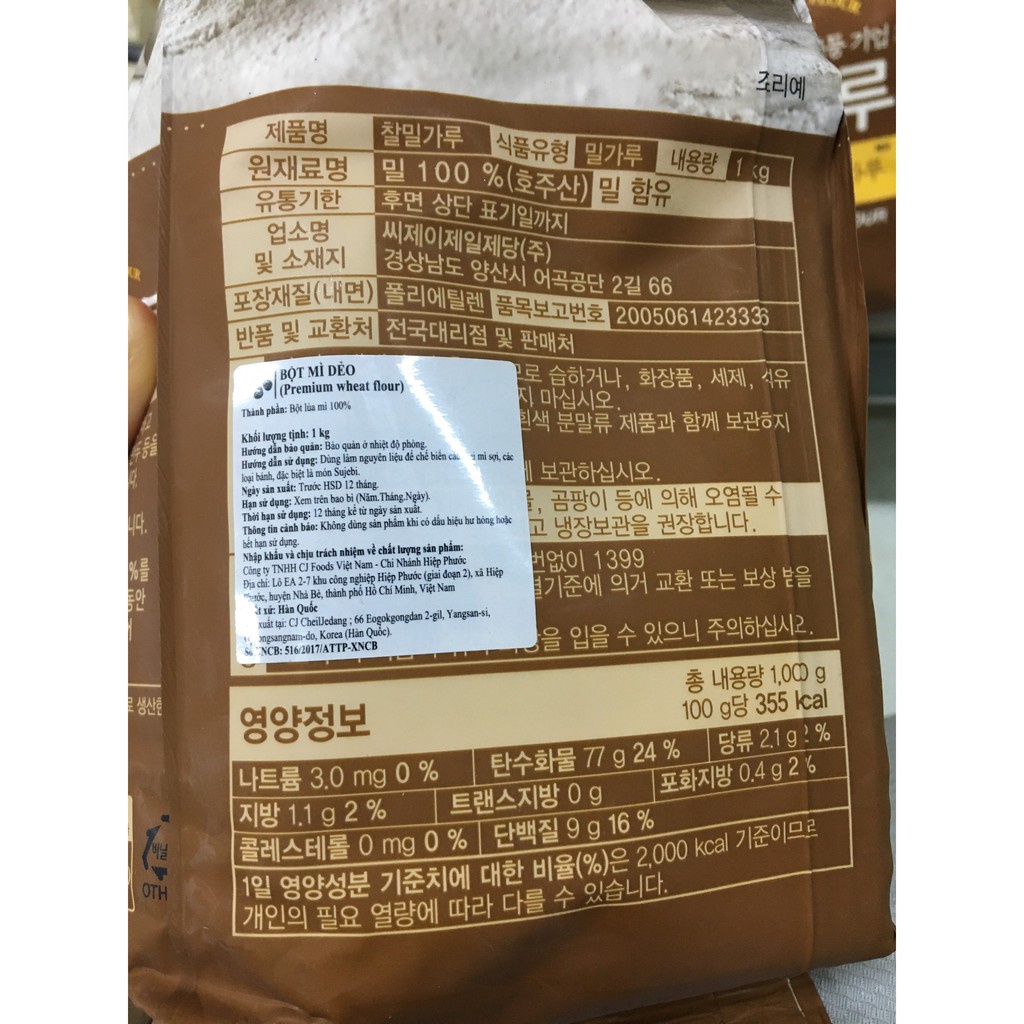 조리예
제품명 찰밀가루 식품유형 밀가루 내용량 1 kg
원재료명 밀 100 %(호주산) 밀 함유
유통기한 후면 상단 표기일까지
업소명 및 소재지 씨제이제일제당(주)
경상남도 양산시 어곡공단 2길 66
포장재질(내면) 폴리에틸렌 품목보고번호 2005061423336
반품 및 교환처 전국대리점 및 판매처
습하거나, 화장품, 세제, 석유
마십시오.
분말류 제품과 함께 보관하지
보관하십시오.
곰팡이 등에 의해 오염될 수
냉장보관을 권장합니다.
1399
의거 교환 또는 보상 받을
입을 수 있으니 주의하십시오.
BỘT MÌ DẺO
(Premium wheat flour)
Thành phần: Bột lúa mì 100%
Khối lượng tịnh: 1 kg
Hướng dẫn bảo quản: Bảo quản ở nhiệt độ phòng.
Hướng dẫn sử dụng: Dùng làm nguyên liệu để chế biến mì sợi, các
loại bánh, đặc biệt là món Sujebi.
Ngày sản xuất: Trước HSD 12 tháng.
Hạn sử dụng: Xem trên bao bì (Năm.Tháng.Ngày).
Thời hạn sử dụng: 12 tháng kể từ ngày sản xuất.
Thông tin cảnh báo: Không dùng sản phẩm khi có dấu hiệu hư hỏng hoặc
hết hạn sử dụng.
Nhập khẩu và chịu trách nhiệm về chất lượng sản phẩm:
Công ty TNHH CJ Foods Việt Nam - Chi Nhánh Hiệp Phước
Địa chỉ: Lô EA 2-7 khu công nghiệp Hiệp Phước (giai đoạn 2), xã Hiệp
Phước, huyện Nhà Bè, thành phố Hồ Chí Minh, Việt Nam
xứ: Hàn Quốc
xuất tại: CJ CheilJedang ; 66 Eogokgongdan 2-gil, Yangsan-si,
Korea (Hàn Quốc).
XNCB: 516/2017/ATTP-XNCB
영양정보
총 내용량 1,000 g
100 g당 355 kcal
나트륨 3.0 mg 0 % 탄수화물 77 g 24 % 당류 2.1 g 2 %
지방 1.1 g 2 % 트랜스지방 0 g 포화지방 0.4 g 2 %
콜레스테롤 0 mg 0 % 단백질 9 g 16 %
1일 영양성분 기준치에 대한 비율(%)은 2,000 kcal 기준이므로
개인의 필요 열량에 따라 다를 수 있습니다.
비닐
OTH